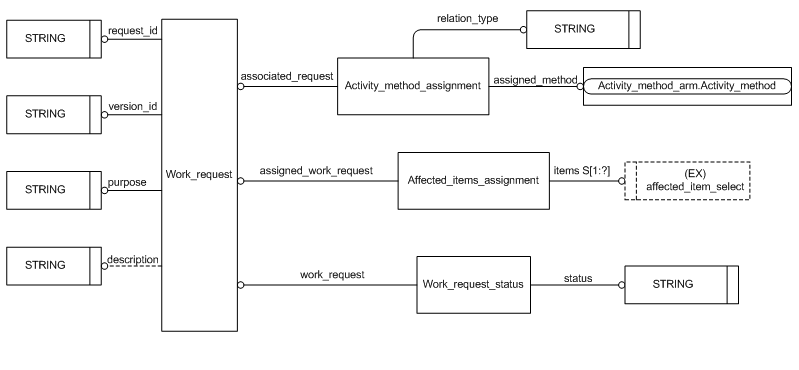 relation_type
STRING
STRING
request_id
associated_request
Activity_method_assignment
assigned_method
Activity_method_arm.Activity_method
STRING
version_id
STRING
purpose
Work_request
assigned_work_request
Affected_items_assignment
items S[1:?]
(EX)
affected_item_select
STRING
description
work_request
Work_request_status
status
STRING